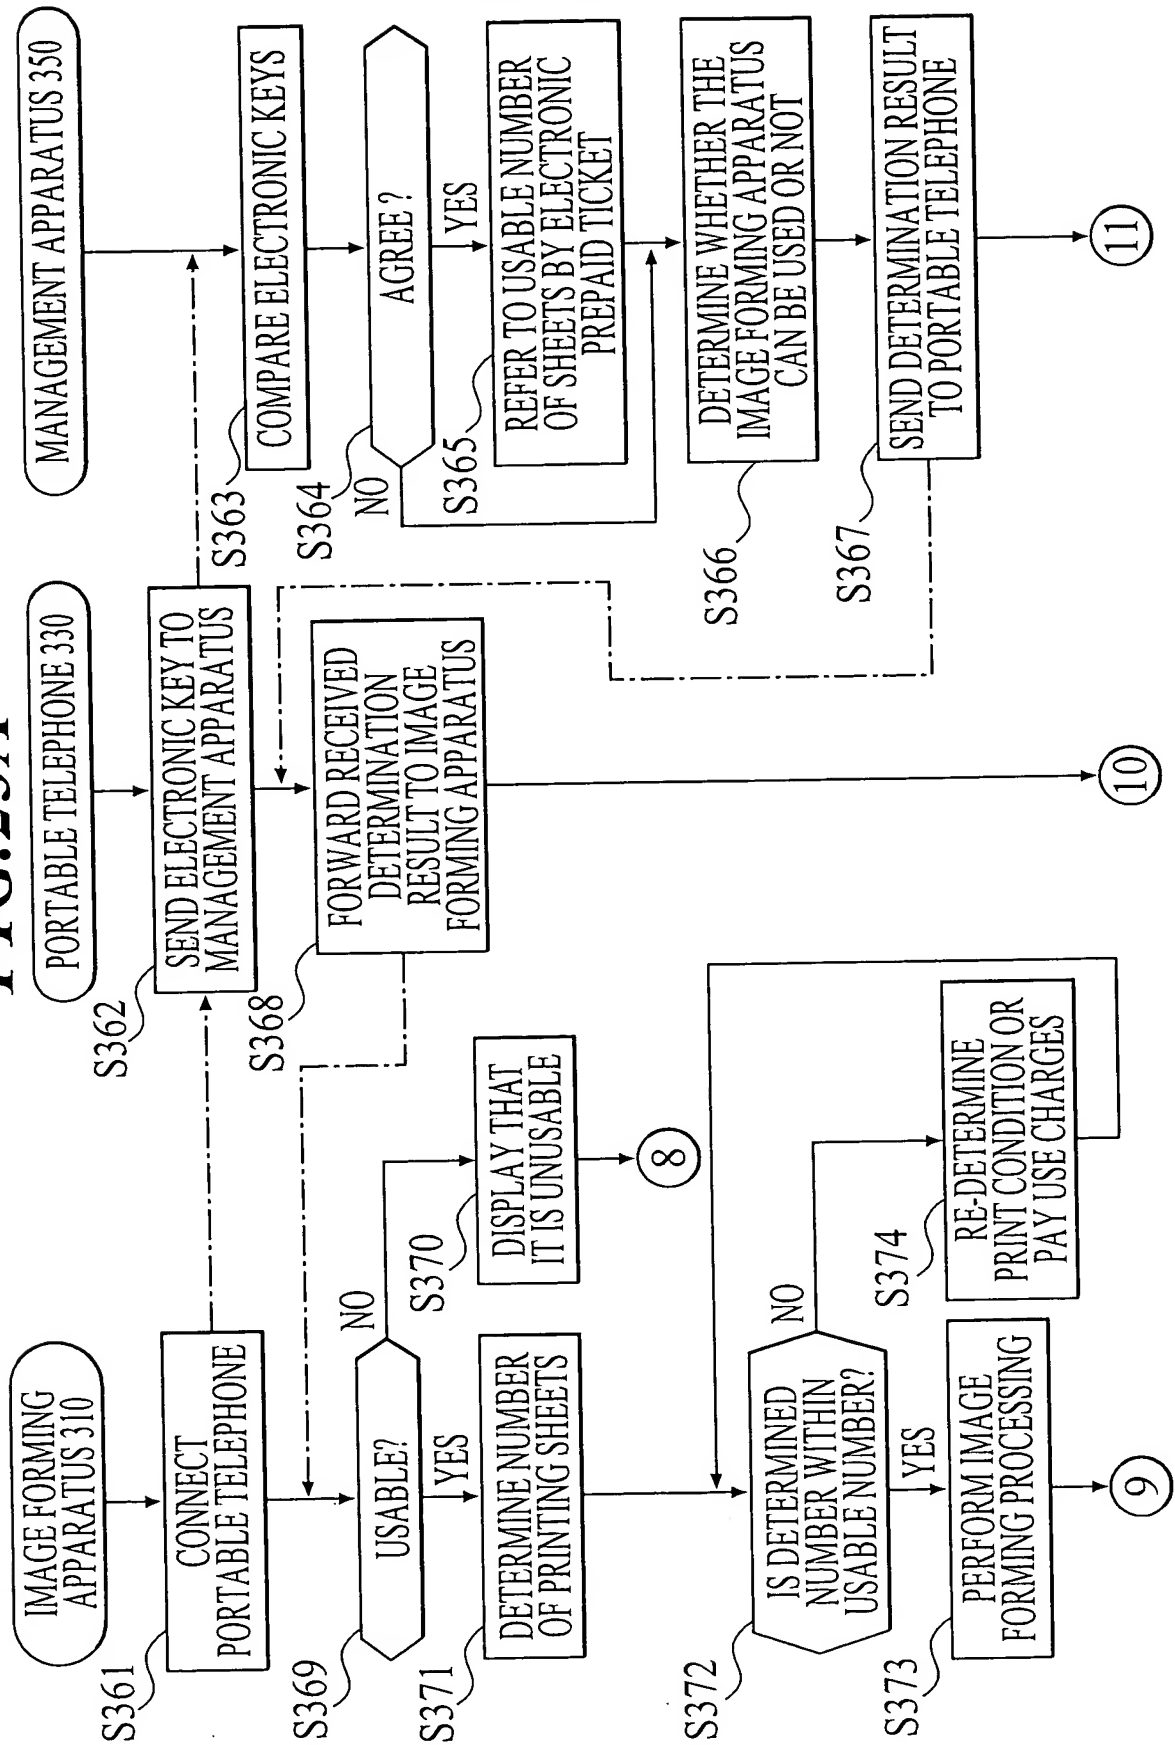 IMAGE FORMING
APPARATUS 310
S361
CONNECT
PORTABLE TELEPHONE
S369
USABLE?
NO
YES
S370
DISPLAY THAT
IT IS UNUSABLE
8
S371
DETERMINE NUMBER
OF PRINTING SHEETS
S372
IS DETERMINED
NUMBER WITHIN
USABLE NUMBER?
NO
YES
S374
RE-DETERMINE
PRINT CONDITION OR
PAY USE CHARGES
S373
PERFORM IMAGE
FORMING PROCESSING
9
PORTABLE TELEPHONE 330
S362
SEND ELECTRONIC KEY TO
MANAGEMENT APPARATUS
S368
FORWARD RECEIVED
DETERMINATION
RESULT TO IMAGE
FORMING APPARATUS
10
MANAGEMENT APPARATUS 350
S363
COMPARE ELECTRONIC KEYS
S364
AGREE?
NO
YES
S365
REFER TO USABLE NUMBER
OF SHEETS BY ELECTRONIC
PREPAID TICKET
S366
DETERMINE WHETHER THE
IMAGE FORMING APPARATUS
CAN BE USED OR NOT
S367
SEND DETERMINATION RESULT
TO PORTABLE TELEPHONE
11